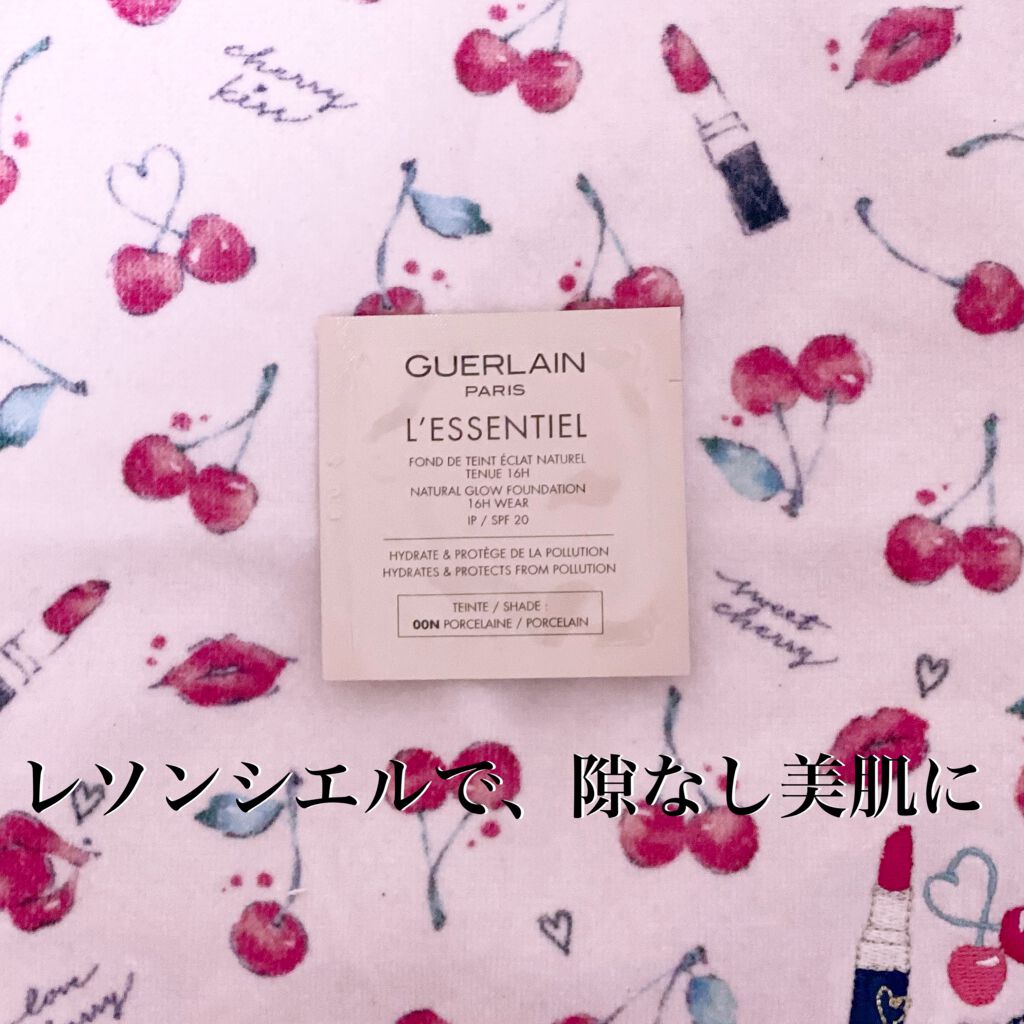 cherry
kiss
GUERLAIN
PARIS
L'ESSENTIEL
FOND DE TEINT ÉCLAT NATUREL
TENUE 16H
NATURAL GLOW FOUNDATION
16H WEAR
IP / SPF 20
HYDRATE & PROTÈGE DE LA POLLUTION
HYDRATES & PROTECTS FROM POLLUTION
TEINTE / SHADE :
00N PORCELAINE / PORCELAIN
sweet
cherry
レソンシエルで、隙なし美肌に
love
cherry